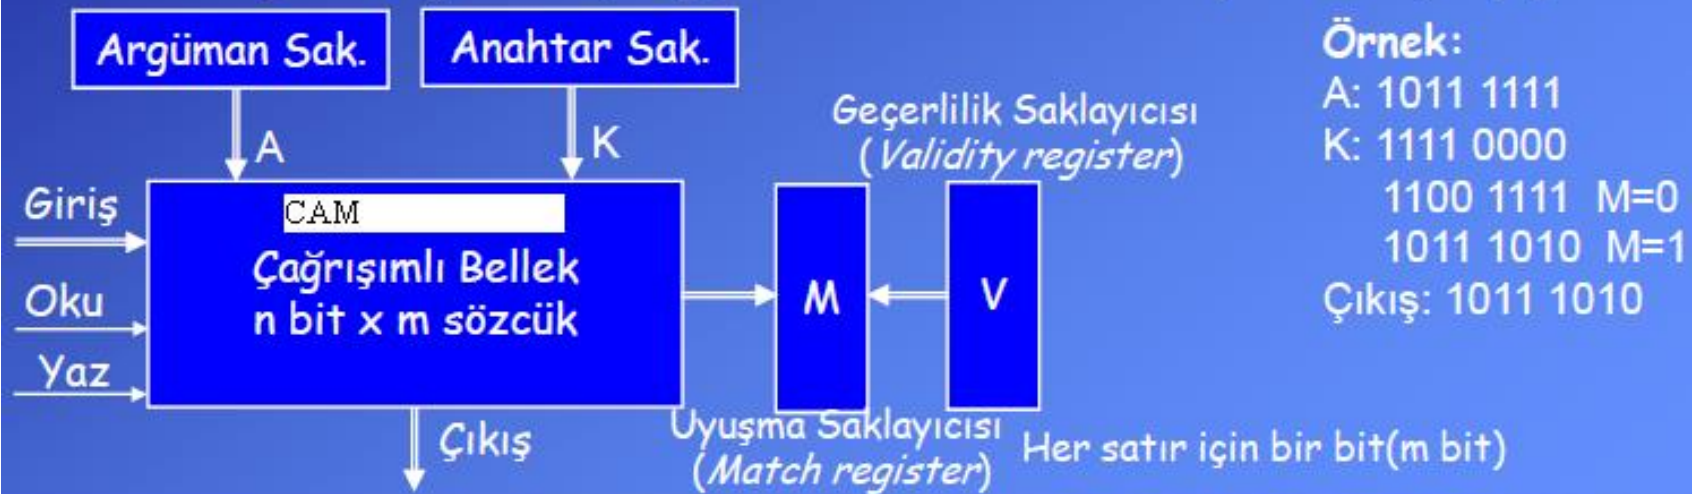 Argüman Sak.
Anahtar Sak.
A
K
Giriş
Oku
Yaz
CAM
Çağrışımlı Bellek
n bit x m sözcük
Çıkış
Geçerlilik Saklayıcısı
(Validity register)
M
V
Uyuşma Saklayıcısı
(Match register)
Her satır için bir bit(m bit)
Örnek:
A: 1011 1111
K: 1111 0000
1100 1111 M=0
1011 1010 M=1
Çıkış: 1011 1010